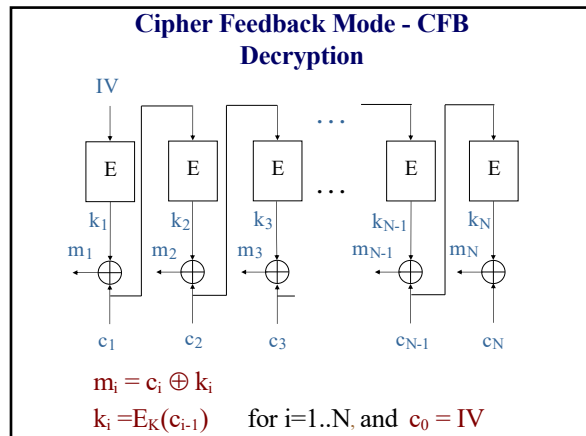 Cipher Feedback Mode - CFB
Decryption
IV
... 
E E E ... E E
k₁ k₂ k₃ kN-1 kN
m₁ m₂ m₃ mN-1 mN
c₁ c₂ c₃ cN-1 cN
mᵢ = cᵢ ⊕ kᵢ
kᵢ =E_K(cᵢ₋₁) for i=1..N, and c₀ = IV